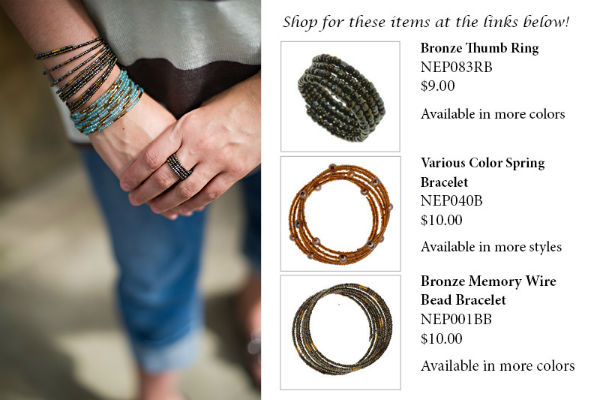 Shop for these items at the links below!
Bronze Thumb Ring
NEP083RB
$9.00
Available in more colors
Various Color Spring
Bracelet
NEP040B
$10.00
Available in more styles
Bronze Memory Wire
Bead Bracelet
NEP001BB
$10.00
Available in more colors